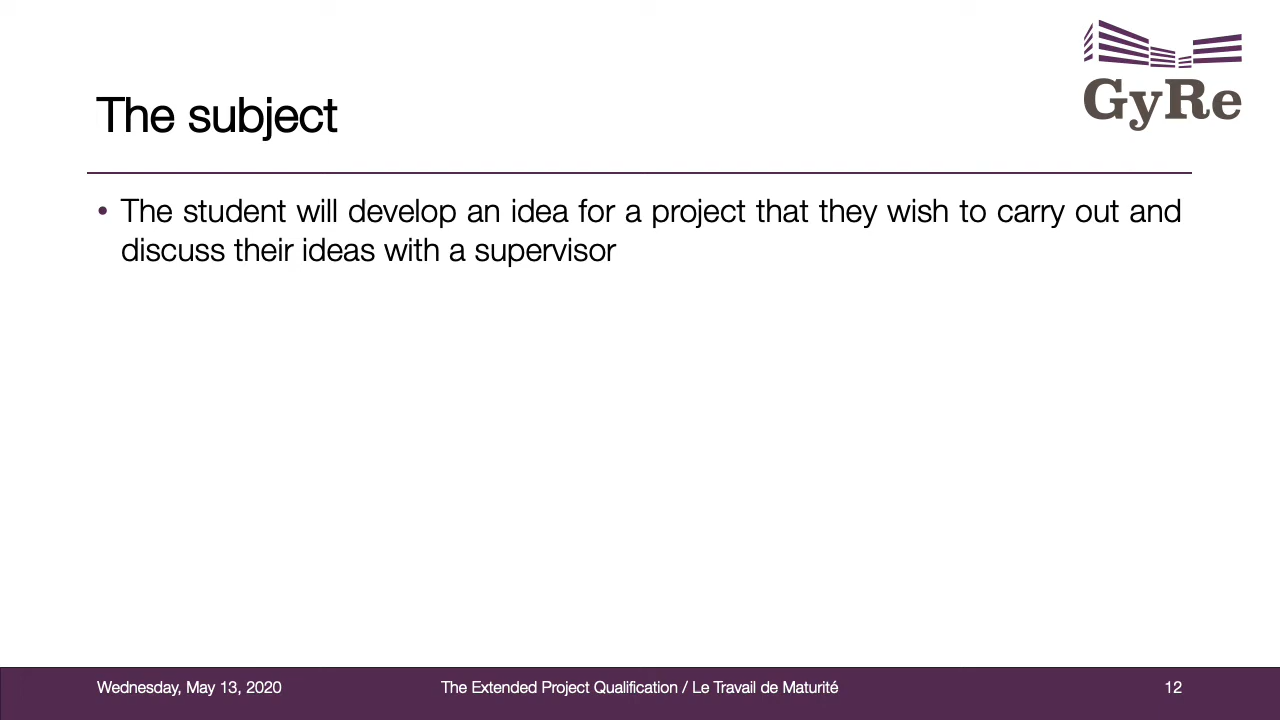 GyRe
The subject
• The student will develop an idea for a project that they wish to carry out and
discuss their ideas with a supervisor
Wednesday, May 13, 2020
The Extended Project Qualification / Le Travail de Maturité
12